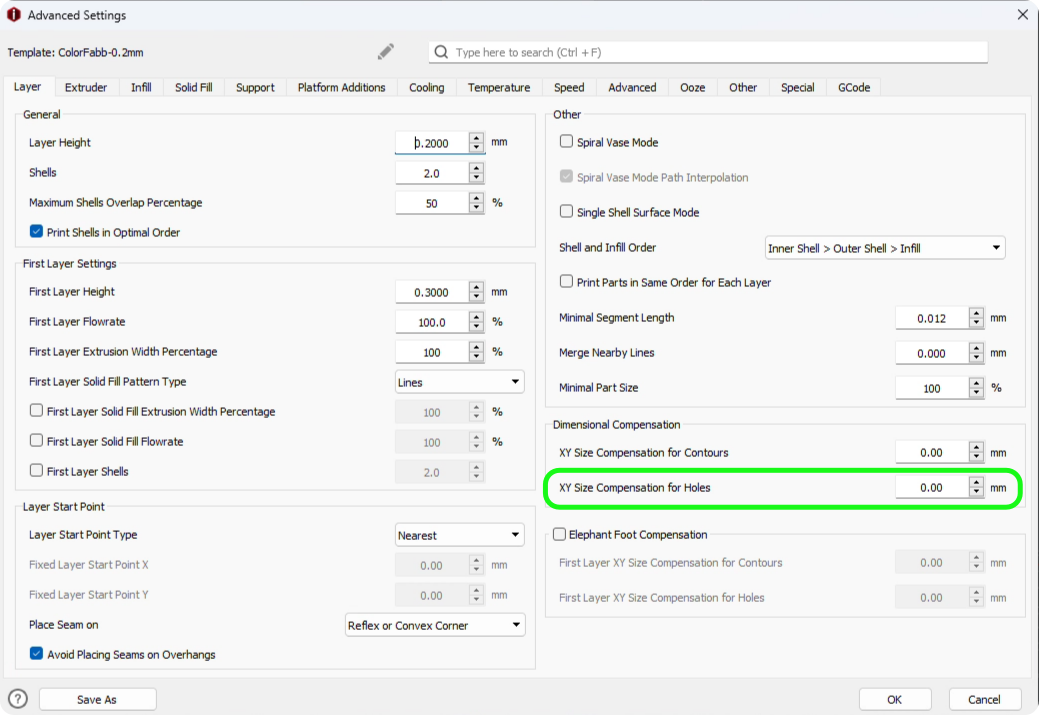 Advanced Settings
Template: ColorFabb-0.2mm
Type here to search (Ctrl + F)
Layer Extruder Infill Solid Fill Support Platform Additions Cooling Temperature Speed Advanced Ooze Other Special GCode
General
Layer Height 0.2000 mm
Shells 2.0
Maximum Shells Overlap Percentage 50 %
Print Shells in Optimal Order
First Layer Settings
First Layer Height 0.3000 mm
First Layer Flowrate 100.0 %
First Layer Extrusion Width Percentage 100 %
First Layer Solid Fill Pattern Type Lines
First Layer Solid Fill Extrusion Width Percentage 100 %
First Layer Solid Fill Flowrate 100 %
First Layer Shells 2.0
Layer Start Point
Layer Start Point Type Nearest
Fixed Layer Start Point X 0.00 mm
Fixed Layer Start Point Y 0.00 mm
Place Seam on Reflex or Convex Corner
Avoid Placing Seams on Overhangs
Other
Spiral Vase Mode
Spiral Vase Mode Path Interpolation
Single Shell Surface Mode
Shell and Infill Order Inner Shell > Outer Shell > Infill
Print Parts in Same Order for Each Layer
Minimal Segment Length 0.012 mm
Merge Nearby Lines 0.000 mm
Minimal Part Size 100 %
Dimensional Compensation
XY Size Compensation for Contours 0.00 mm
XY Size Compensation for Holes 0.00 mm
Elephant Foot Compensation
First Layer XY Size Compensation for Contours 0.00 mm
First Layer XY Size Compensation for Holes 0.00 mm
? Save As OK Cancel